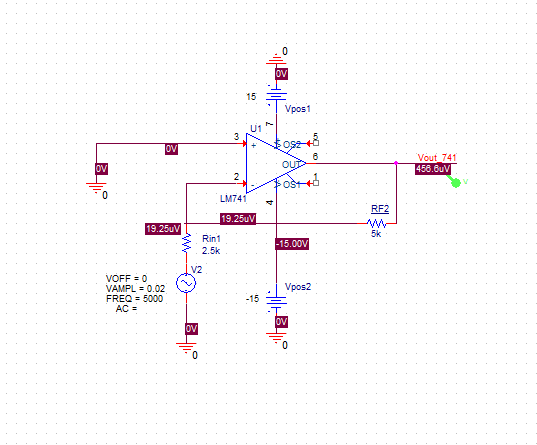 0
0V
15
Vpos1
7
U1
3
+
OS2
5
0V
OUT
6
Vout_741
456.6uV
V
0V
2
-
OS1
1
0
LM741
4
RF2
19.25uV
19.25uV
5k
Rin1
2.5k
-15.00V
V2
VOFF = 0
VAMPL = 0.02
FREQ = 5000
AC =
Vpos2
-15
0V
0V
0
0